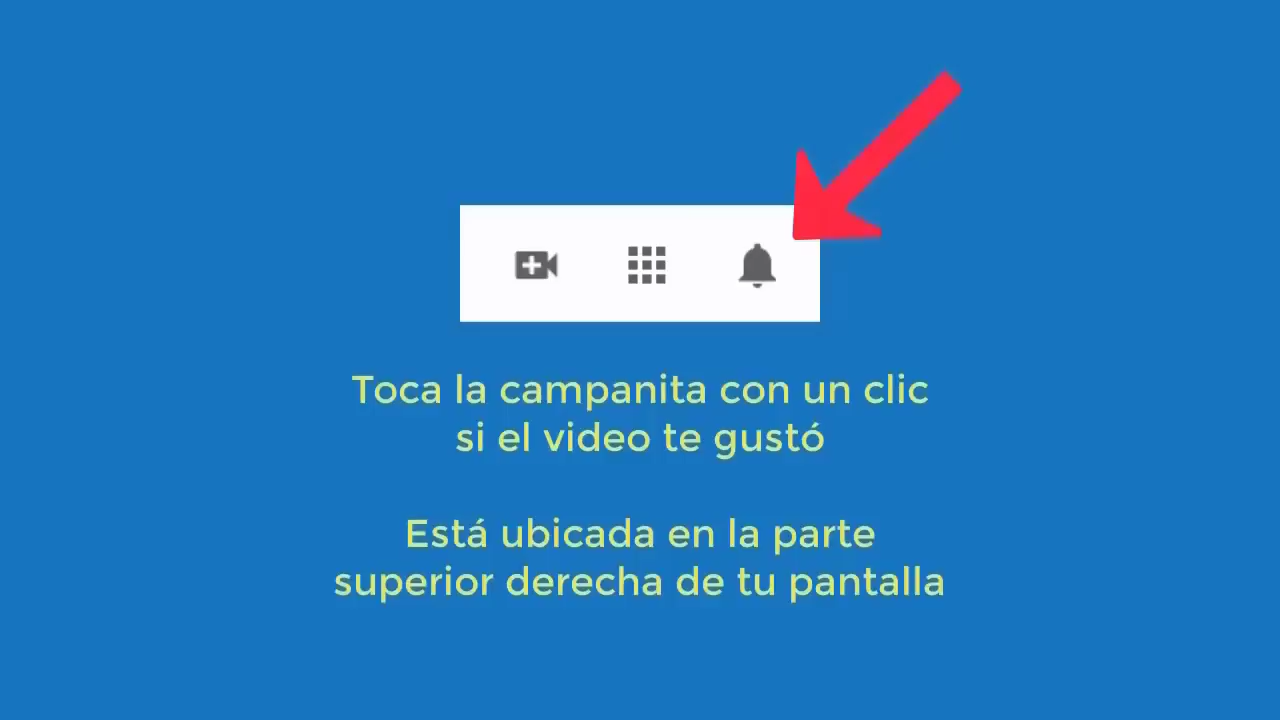 Toca la campanita con un clic
si el video te gustó
Está ubicada en la parte
superior derecha de tu pantalla